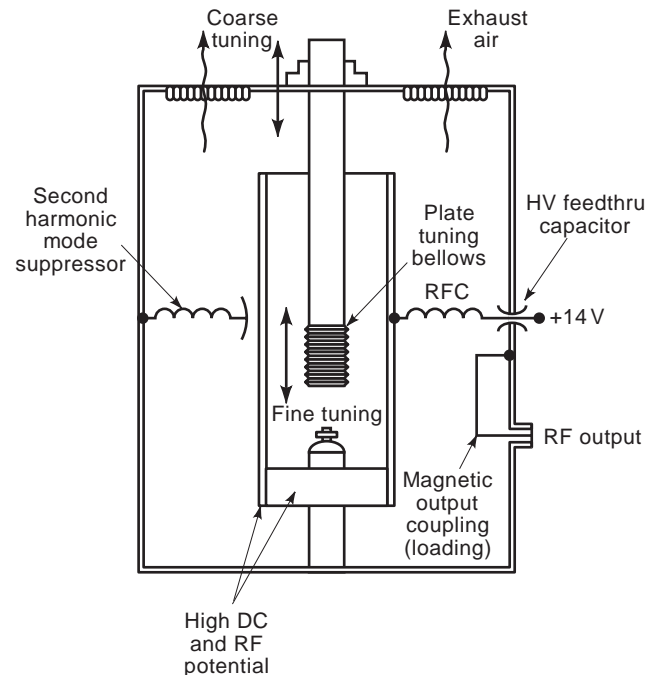 Coarse
tuning
Exhaust
air
Second
harmonic
mode
suppressor
Plate
tuning
bellows
HV feedthru
capacitor
RFC
+14 V
Fine tuning
RF output
Magnetic
output
coupling
(loading)
High DC
and RF
potential